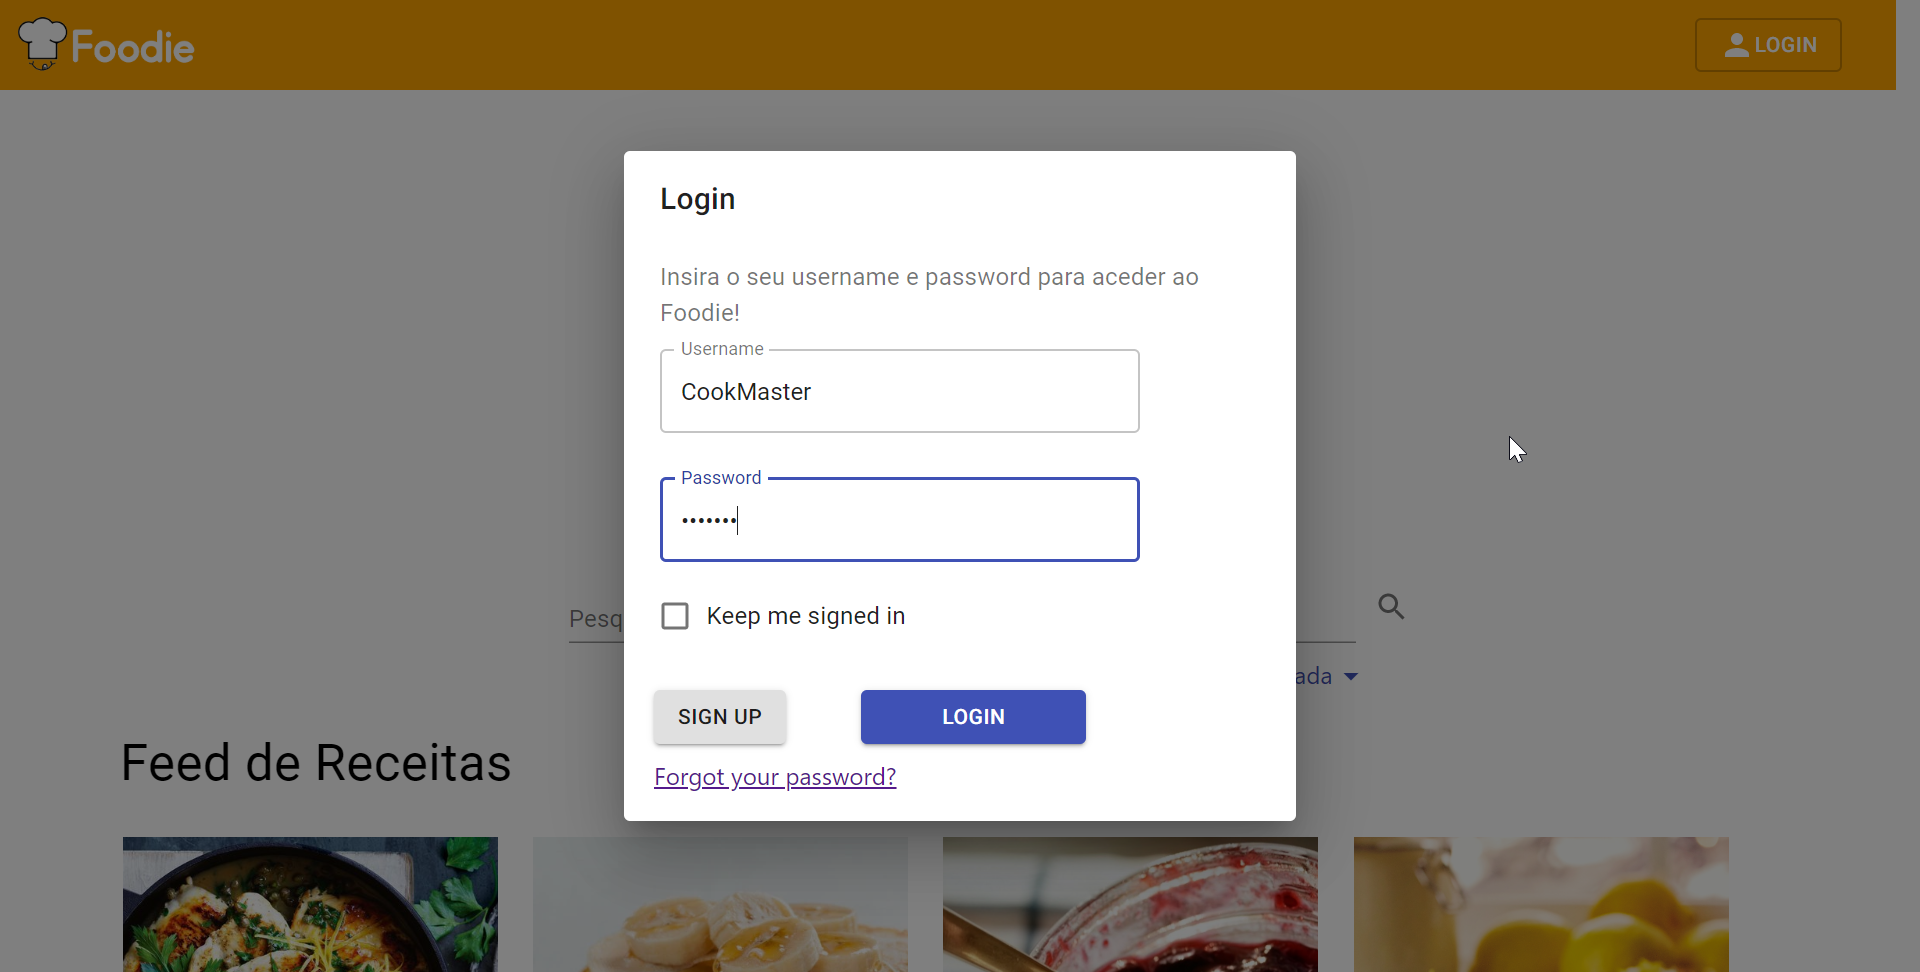 Foodie
LOGIN
Login
Insira o seu username e password para aceder ao
Foodie!
Username
CookMaster
Password
•••••••
Keep me signed in
Pesq
ada
SIGN UP
LOGIN
Forgot your password?
Feed de Receitas